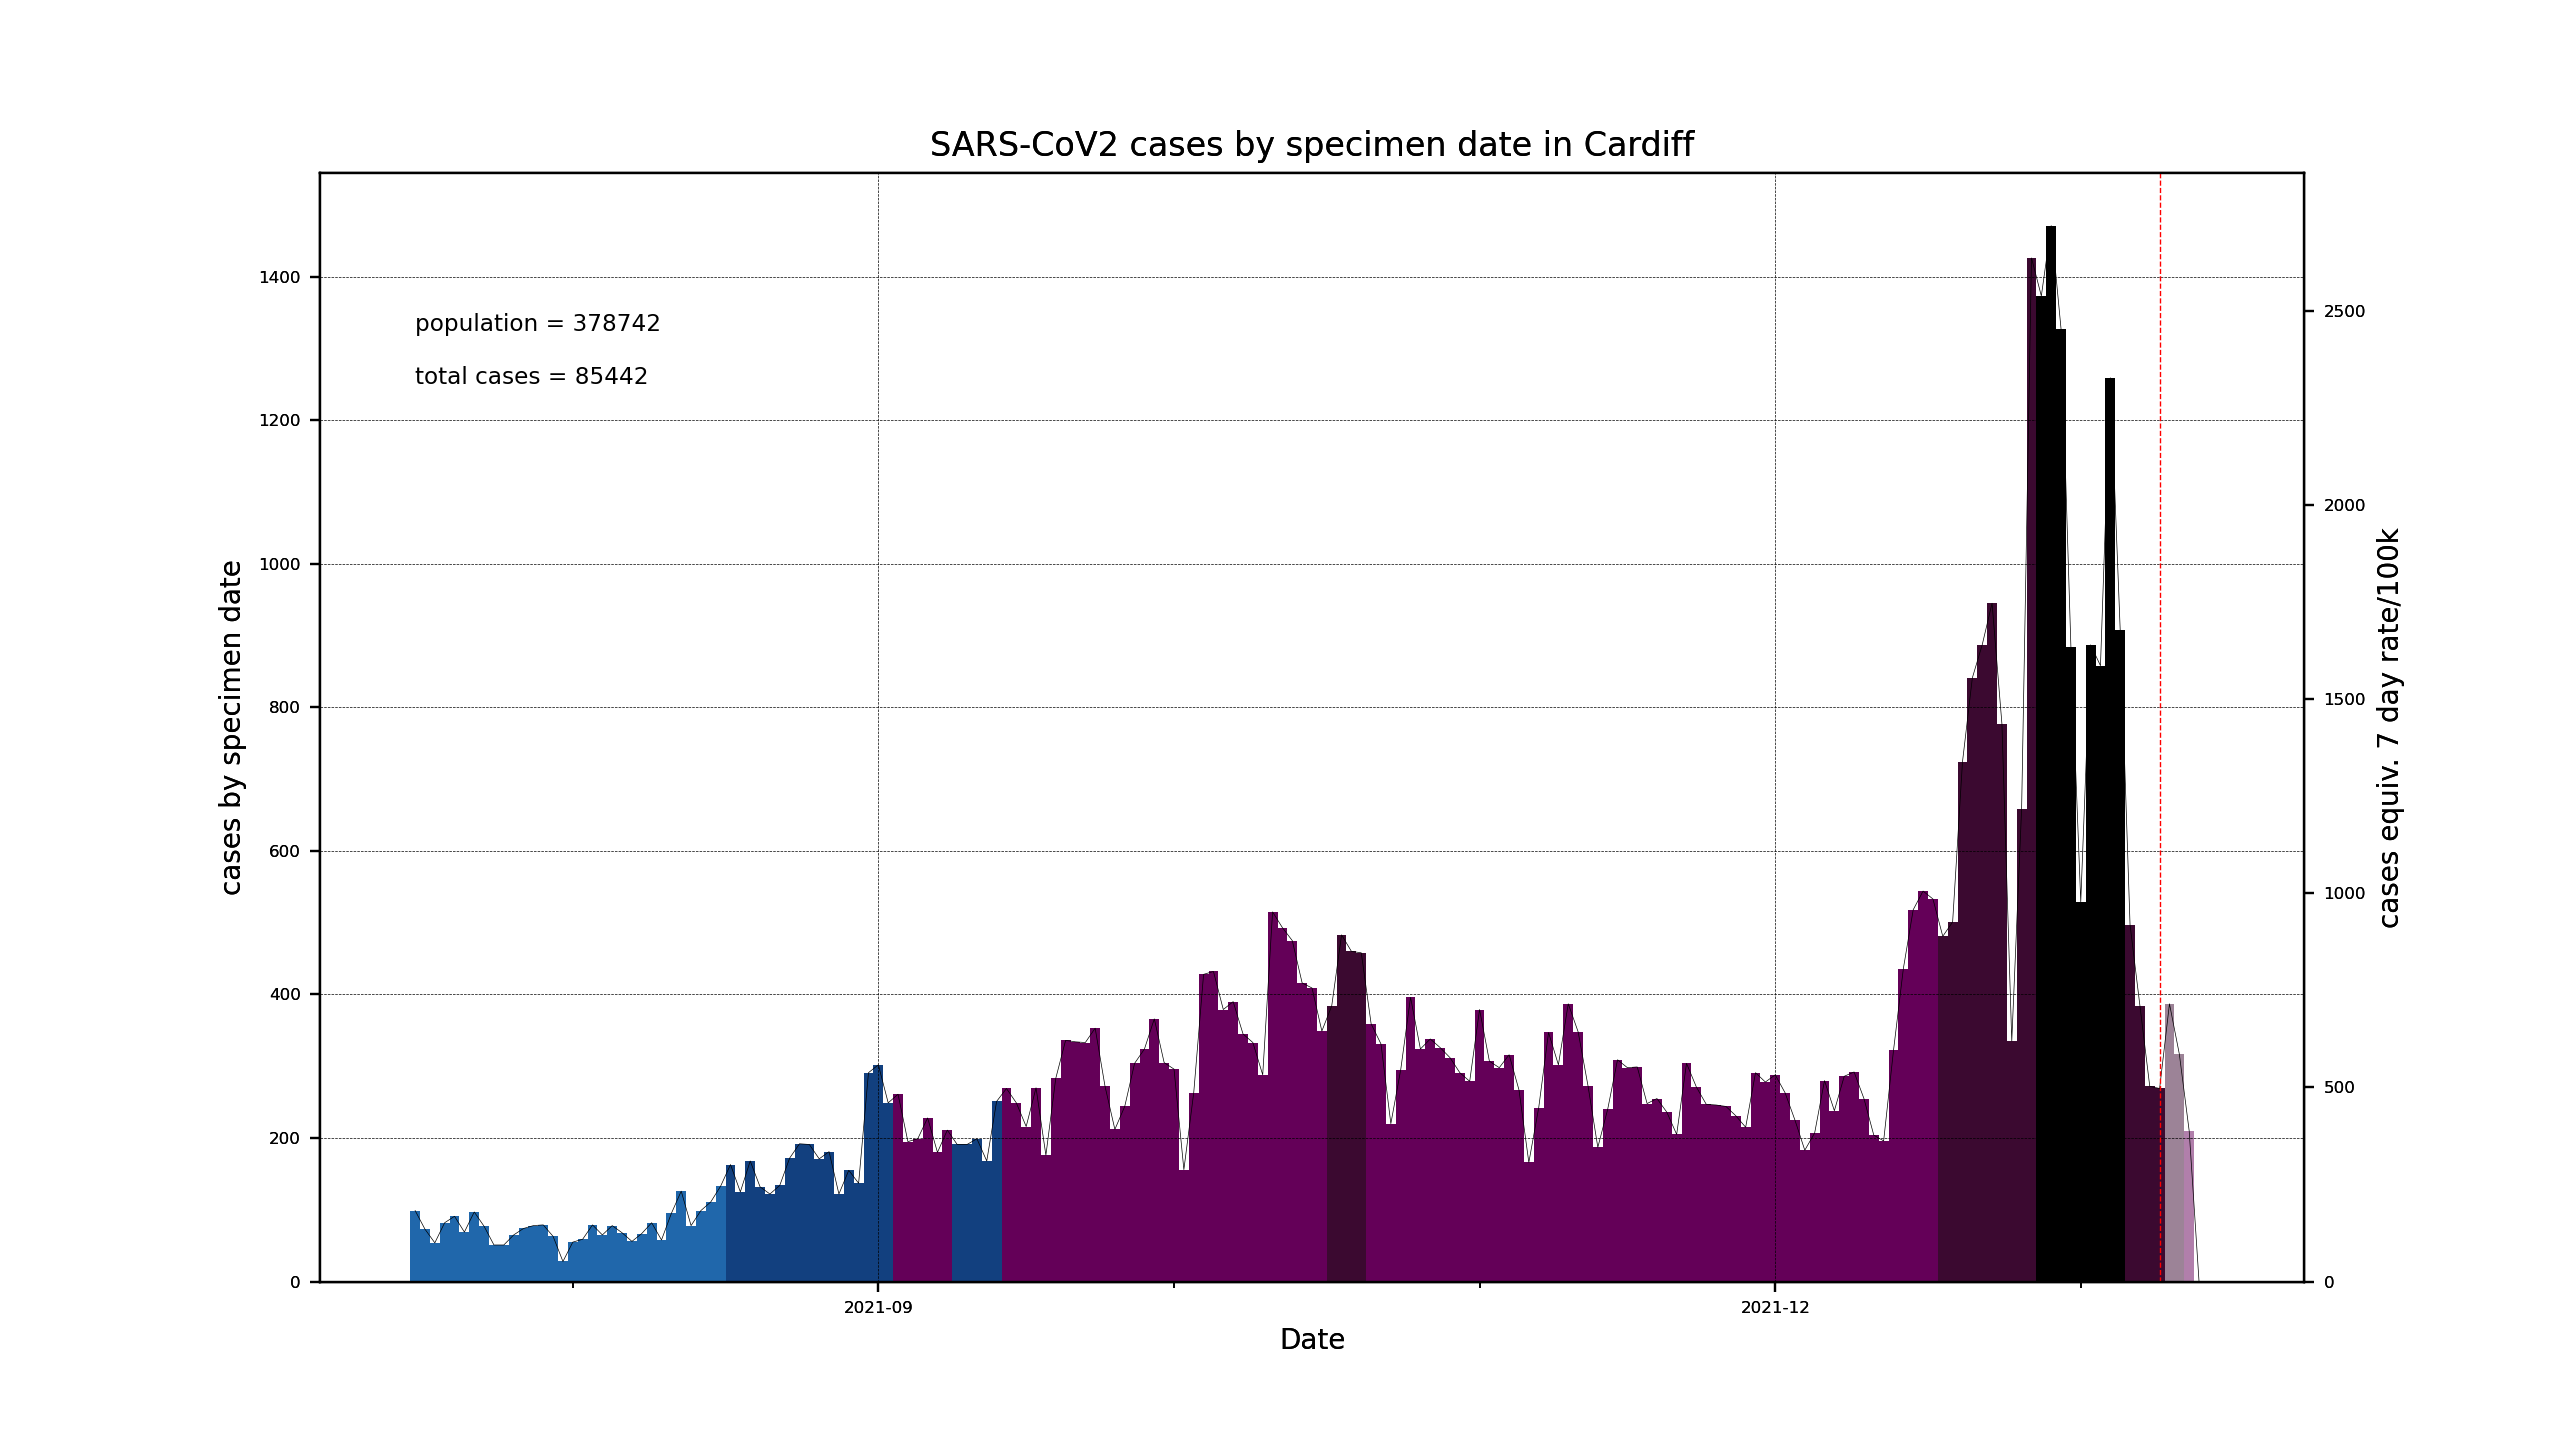 SARS-CoV2 cases by specimen date in Cardiff
population = 378742
total cases = 85442
cases by specimen date
1400
1200
1000
800
600
400
200
0
2500
2000
1500
1000
500
0
cases equiv. 7 day rate/100k
2021-09
2021-12
Date